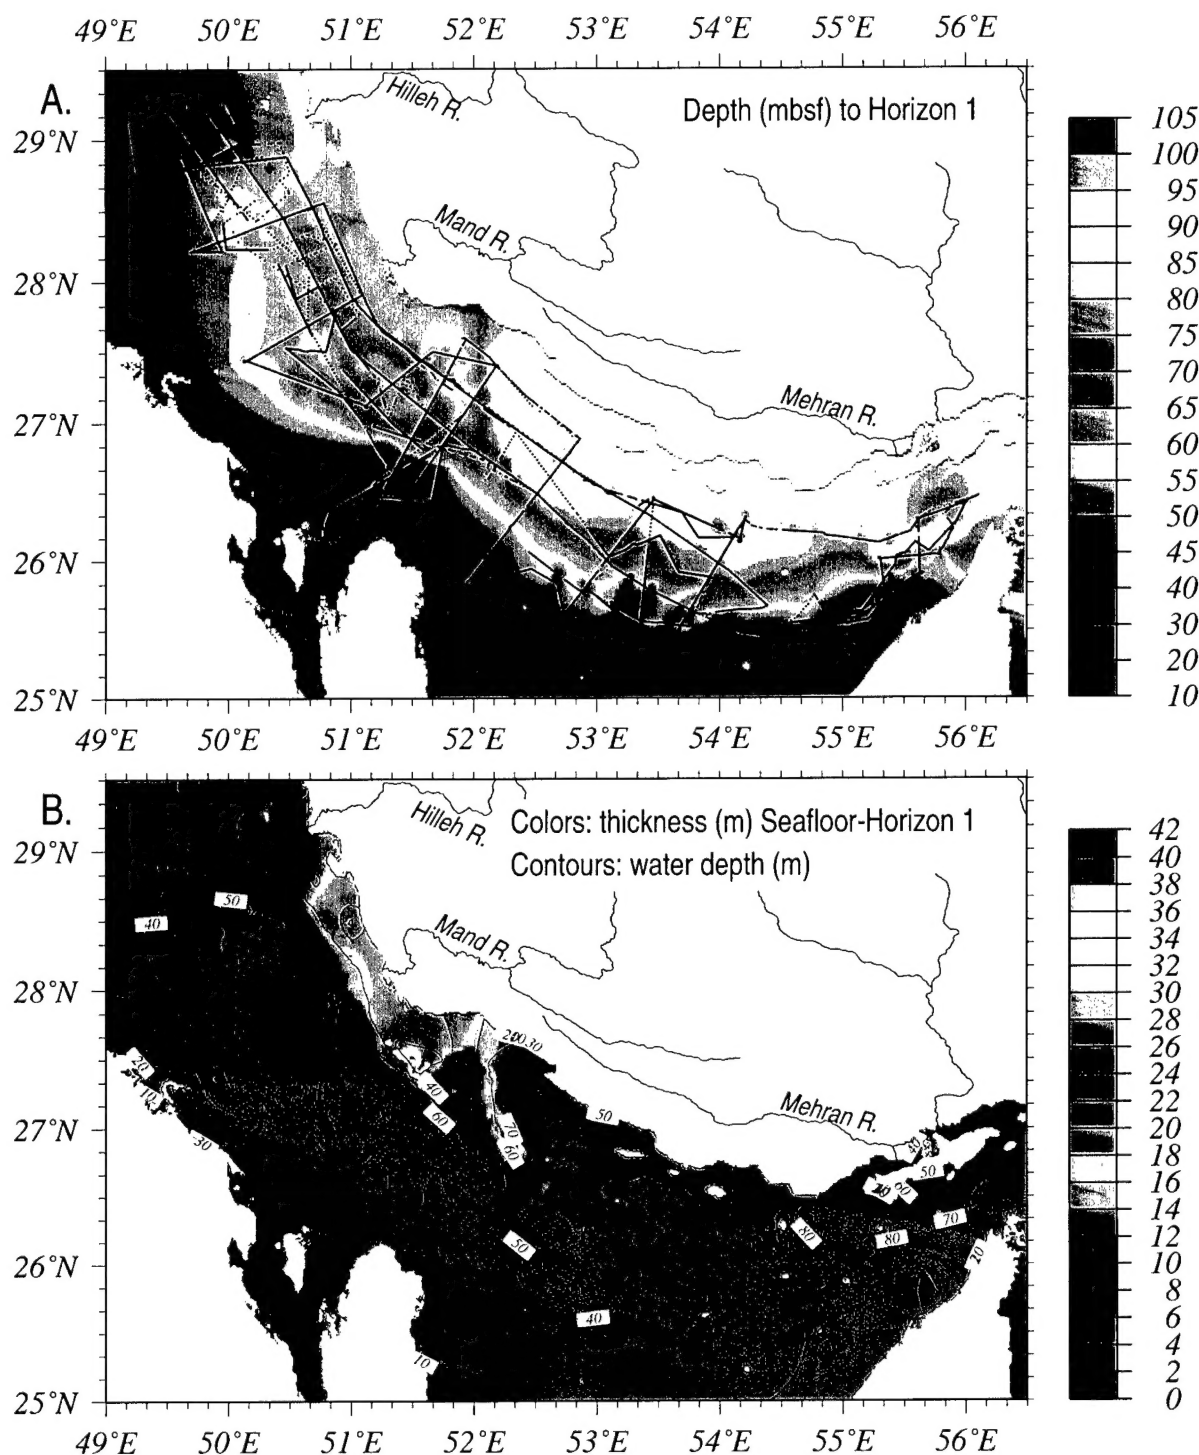 49°E 50°E 51°E 52°E 53°E 54°E 55°E 56°E
A.
Hilleh R.
Depth (mbsf) to Horizon 1
Mand R.
Mehran R.
29°N
28°N
27°N
26°N
25°N
105
100
95
90
85
80
75
70
65
60
55
50
45
40
30
20
10
49°E 50°E 51°E 52°E 53°E 54°E 55°E 56°E
B.
Hilleh R.
Colors: thickness (m) Seafloor-Horizon 1
Contours: water depth (m)
Mand R.
Mehran R.
29°N
28°N
27°N
26°N
25°N
50
40
20
10
30
40
60
70
60
50
40
50
70
80
80
50
40
10
42
40
38
36
34
32
30
28
26
24
22
20
18
16
14
12
10
8
6
4
2
0
49°E 50°E 51°E 52°E 53°E 54°E 55°E 56°E